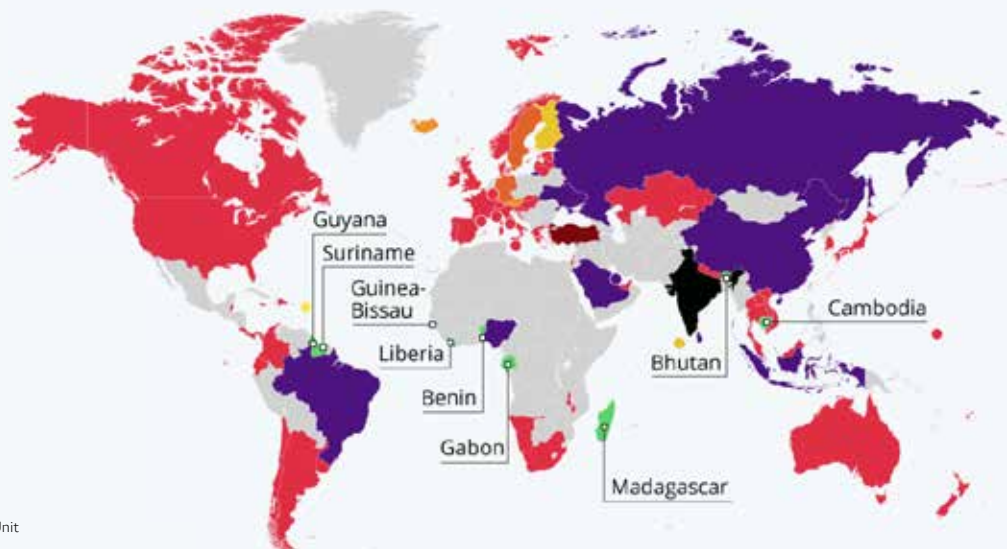 Guyana
Suriname
Guinea-
Bissau
Liberia
Benin
Gabon
Madagascar
Bhutan
Cambodia
Unit